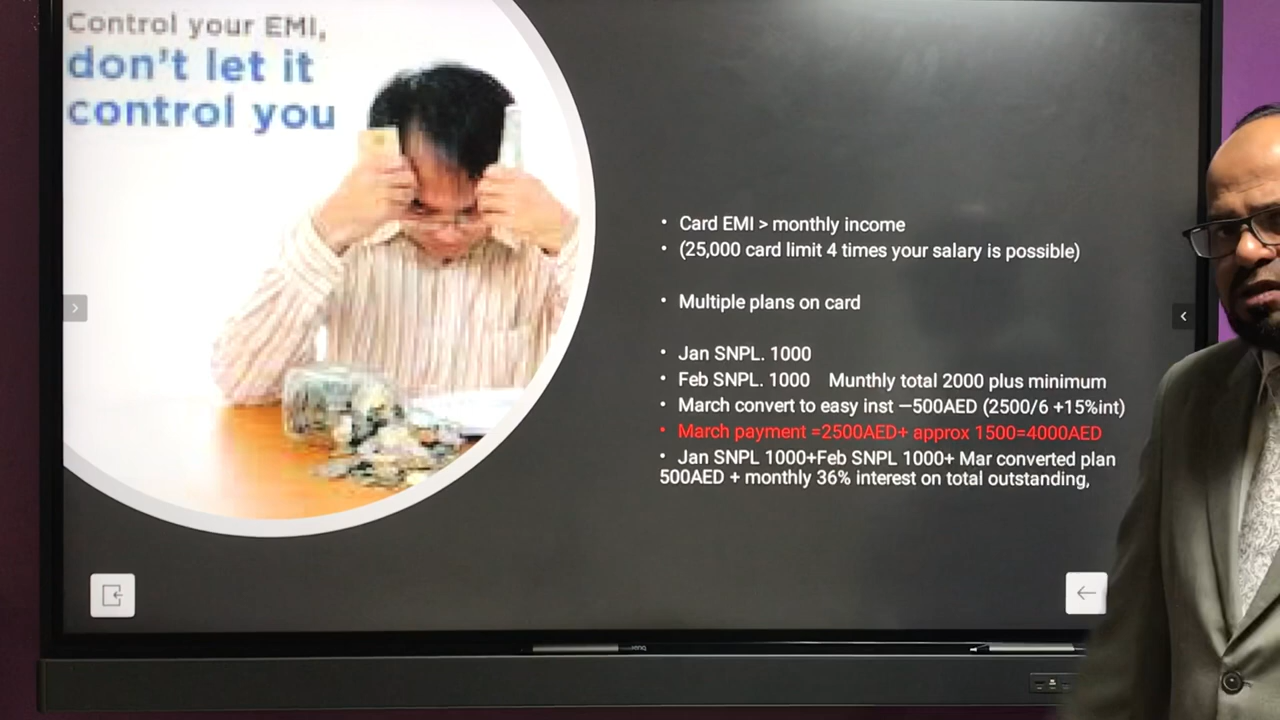 Control your EMI,
don't let it
control you
• Card EMI > monthly income
• (25,000 card limit 4 times your salary is possible)
• Multiple plans on card
• Jan SNPL. 1000
• Feb SNPL. 1000 Munthly total 2000 plus minimum
• March convert to easy inst –500AED (2500/6 +15%int)
• March payment =2500AED+ approx 1500=4000AED
• Jan SNPL 1000+Feb SNPL 1000+ Mar converted plan
500AED + monthly 36% interest on total outstanding,